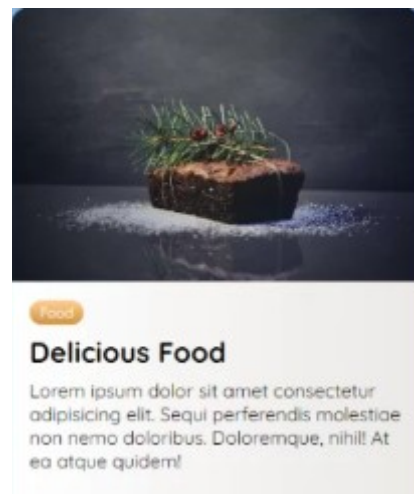 Food
Delicious Food
Lorem ipsum dolor sit amet consectetur
adipisicing elit. Sequi perferendis molestiae
non nemo doloribus. Doloremque, nihil! At
ea atque quidem!